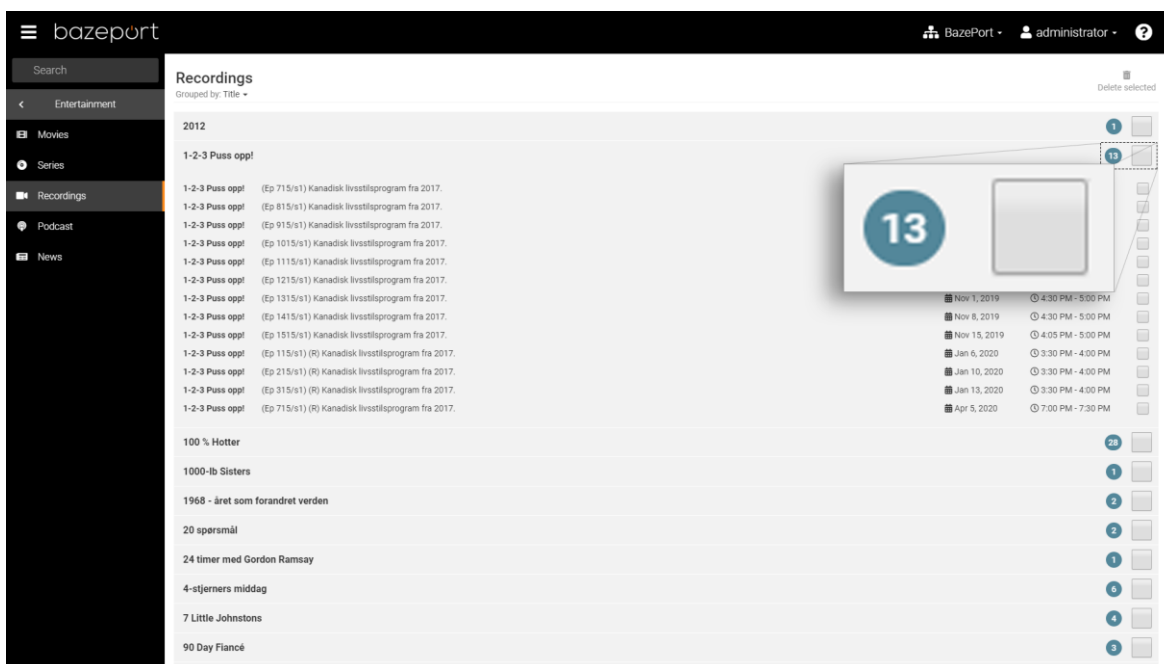 bazeport
BazePort
administrator
?
Search
Entertainment
Movies
Series
Recordings
Podcast
News
Recordings
Grouped by: Title
Delete selected
2012 1
1-2-3 Puss opp! 13
13
1-2-3 Puss opp! (Ep 715/s1) Kanadisk livsstilsprogram fra 2017.
1-2-3 Puss opp! (Ep 815/s1) Kanadisk livsstilsprogram fra 2017.
1-2-3 Puss opp! (Ep 915/s1) Kanadisk livsstilsprogram fra 2017.
1-2-3 Puss opp! (Ep 1015/s1) Kanadisk livsstilsprogram fra 2017.
1-2-3 Puss opp! (Ep 1115/s1) Kanadisk livsstilsprogram fra 2017.
1-2-3 Puss opp! (Ep 1215/s1) Kanadisk livsstilsprogram fra 2017.
1-2-3 Puss opp! (Ep 1315/s1) Kanadisk livsstilsprogram fra 2017. Nov 1, 2019 4:30 PM - 5:00 PM
1-2-3 Puss opp! (Ep 1415/s1) Kanadisk livsstilsprogram fra 2017. Nov 8, 2019 4:30 PM - 5:00 PM
1-2-3 Puss opp! (Ep 1515/s1) Kanadisk livsstilsprogram fra 2017. Nov 15, 2019 4:05 PM - 5:00 PM
1-2-3 Puss opp! (Ep 115/s1) (R) Kanadisk livsstilsprogram fra 2017. Jan 6, 2020 3:30 PM - 4:00 PM
1-2-3 Puss opp! (Ep 215/s1) (R) Kanadisk livsstilsprogram fra 2017. Jan 10, 2020 3:30 PM - 4:00 PM
1-2-3 Puss opp! (Ep 315/s1) (R) Kanadisk livsstilsprogram fra 2017. Jan 13, 2020 3:30 PM - 4:00 PM
1-2-3 Puss opp! (Ep 715/s1) (R) Kanadisk livsstilsprogram fra 2017. Apr 5, 2020 7:00 PM - 7:30 PM
100 % Hotter 28
1000-lb Sisters 1
1968 - året som forandret verden 2
20 spørsmål 2
24 timer med Gordon Ramsay 1
4-stjerners middag 6
7 Little Johnstons 4
90 Day Fiancé 3